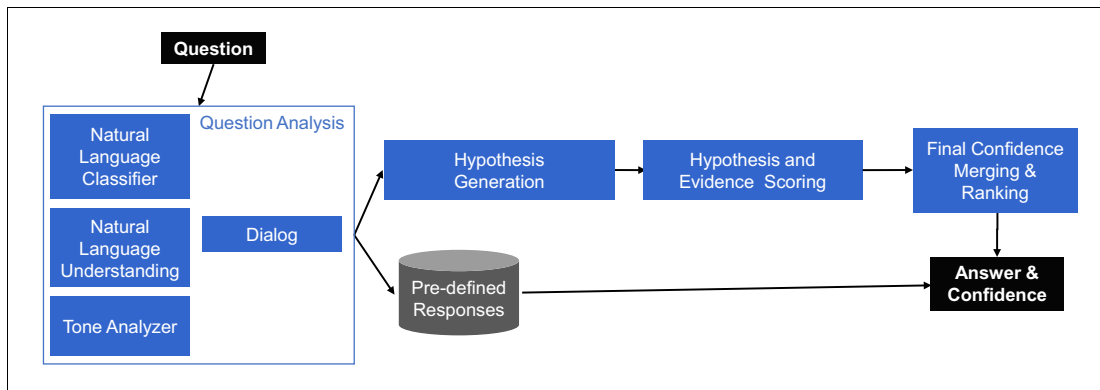 Question
Question Analysis
Natural
Language
Classifier
Natural
Language
Understanding
Tone Analyzer
Dialog
Hypothesis
Generation
Hypothesis and
Evidence Scoring
Final Confidence
Merging &
Ranking
Pre-defined
Responses
Answer &
Confidence